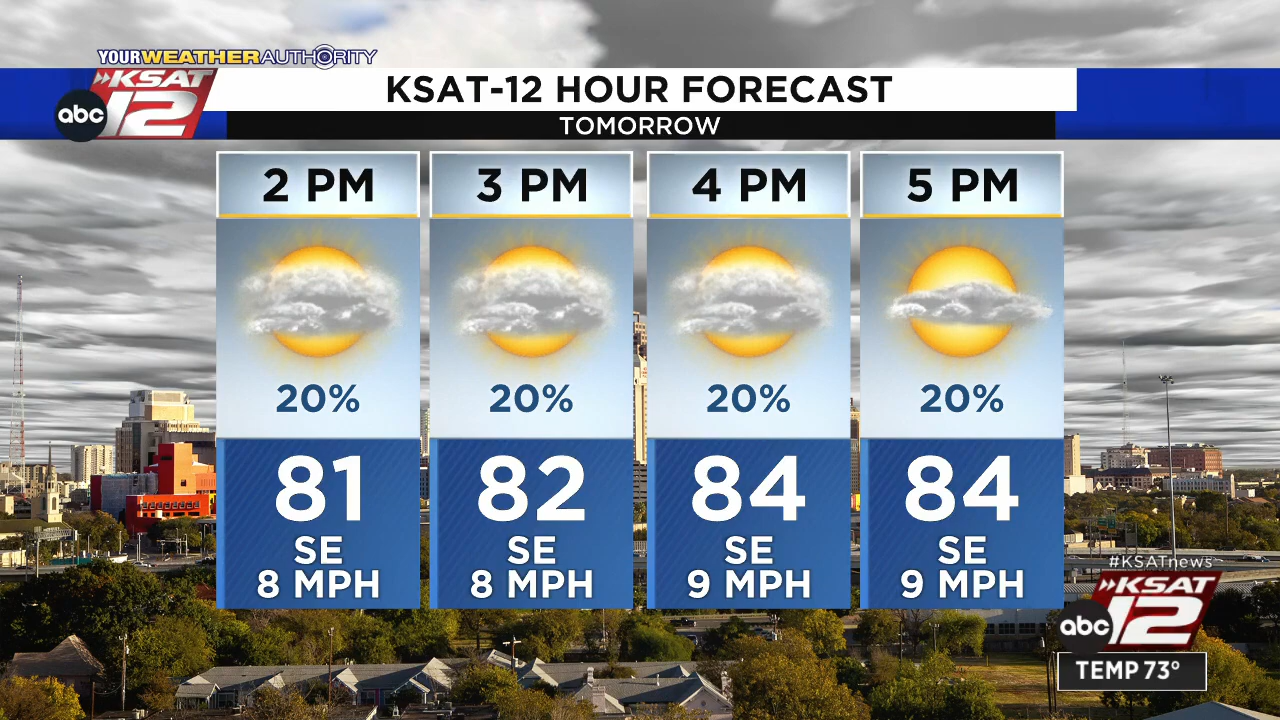 YOUR WEATHER AUTHORITY
KSAT
abc 12
KSAT-12 HOUR FORECAST
TOMORROW
2 PM
20%
81
SE
8 MPH
3 PM
20%
82
SE
8 MPH
4 PM
20%
84
SE
9 MPH
5 PM
20%
84
SE
9 MPH
#KSATnews
KSAT
abc 12
TEMP 73°